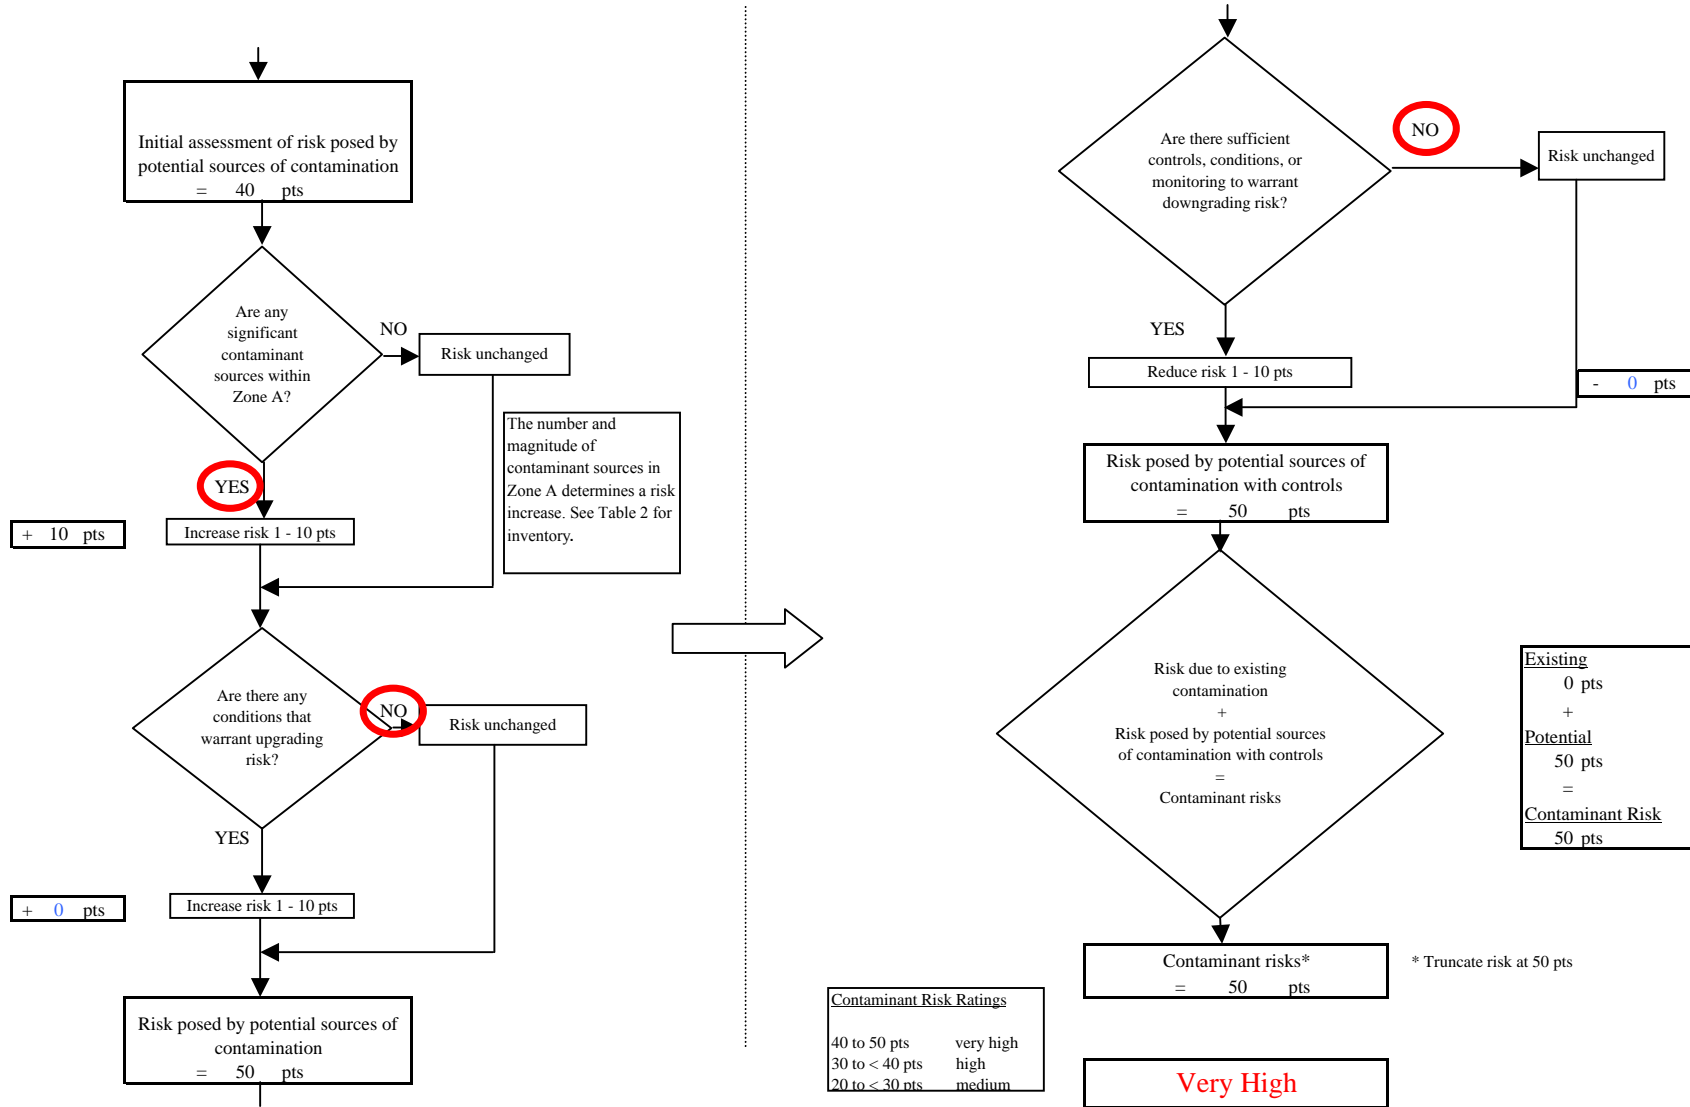 Initial assessment of risk posed by
potential sources of contamination
= 40 pts
Are any
significant
contaminant
sources within
Zone A?
NO
Risk unchanged
The number and
magnitude of
contaminant sources in
Zone A determines a risk
increase. See Table 2 for
inventory.
YES
+ 10 pts
Increase risk 1 - 10 pts
Are there any
conditions that
warrant upgrading
risk?
NO
Risk unchanged
YES
+ 0 pts
Increase risk 1 - 10 pts
Risk posed by potential sources of
contamination
= 50 pts
Are there sufficient
controls, conditions, or
monitoring to warrant
downgrading risk?
NO
Risk unchanged
YES
Reduce risk 1 - 10 pts
- 0 pts
Risk posed by potential sources of
contamination with controls
= 50 pts
Risk due to existing
contamination
+
Risk posed by potential sources
of contamination with controls
=
Contaminant risks
Existing
0 pts
+
Potential
50 pts
=
Contaminant Risk
50 pts
Contaminant risks*
= 50 pts
* Truncate risk at 50 pts
Contaminant Risk Ratings
40 to 50 pts very high
30 to < 40 pts high
20 to < 30 pts medium
Very High